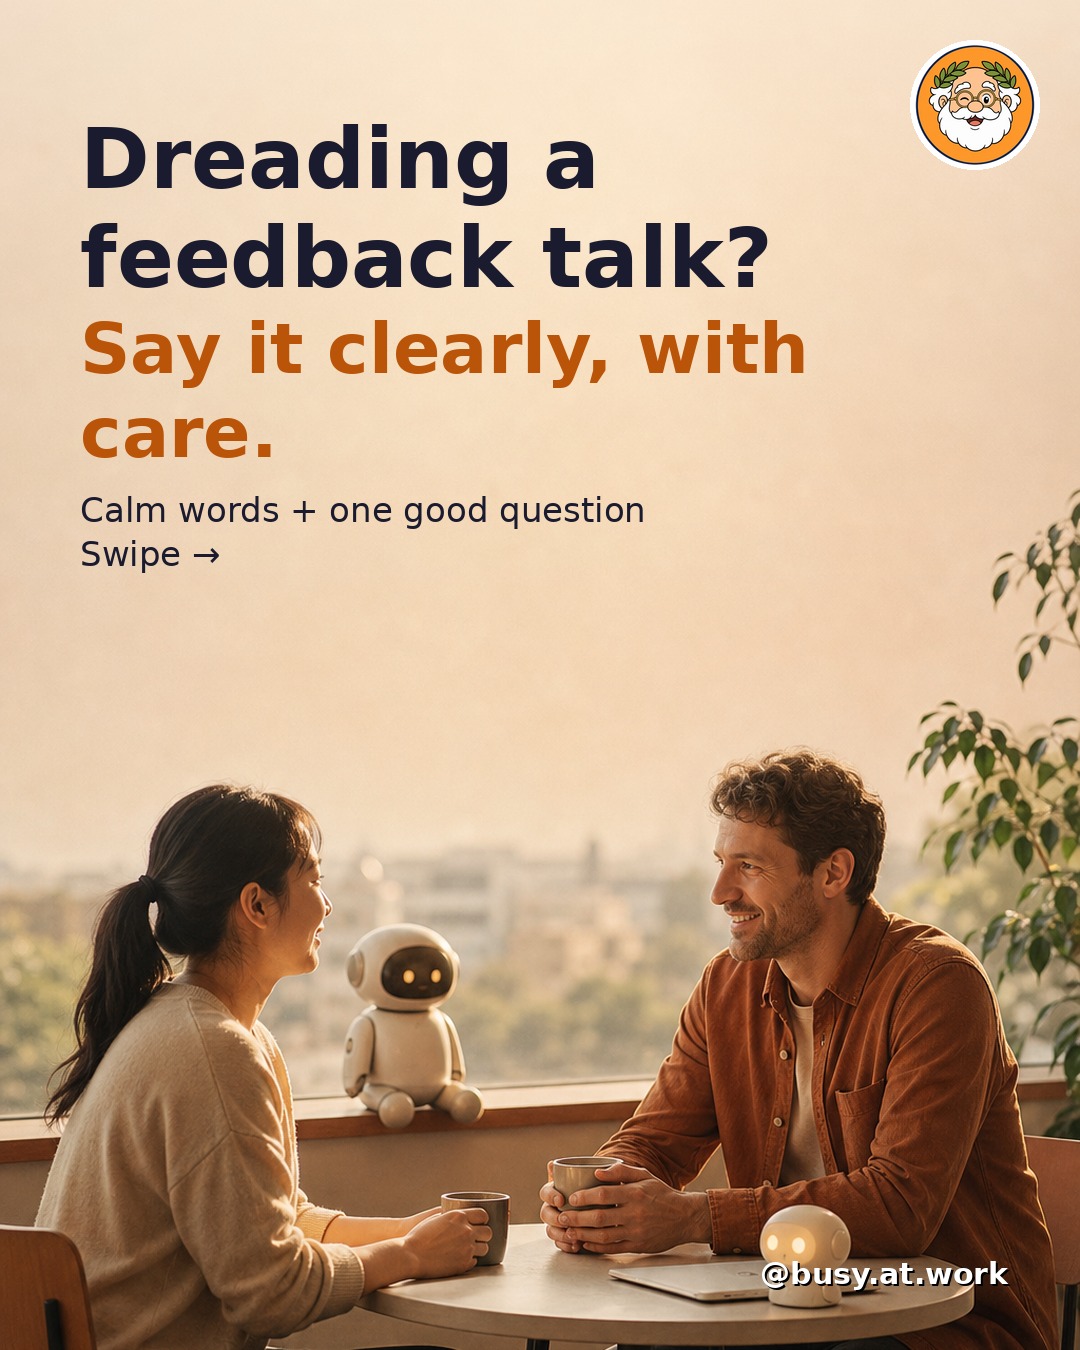 Dreading a
feedback talk?
Say it clearly, with
care.
Calm words + one good question
Swipe →
@busy.at.work